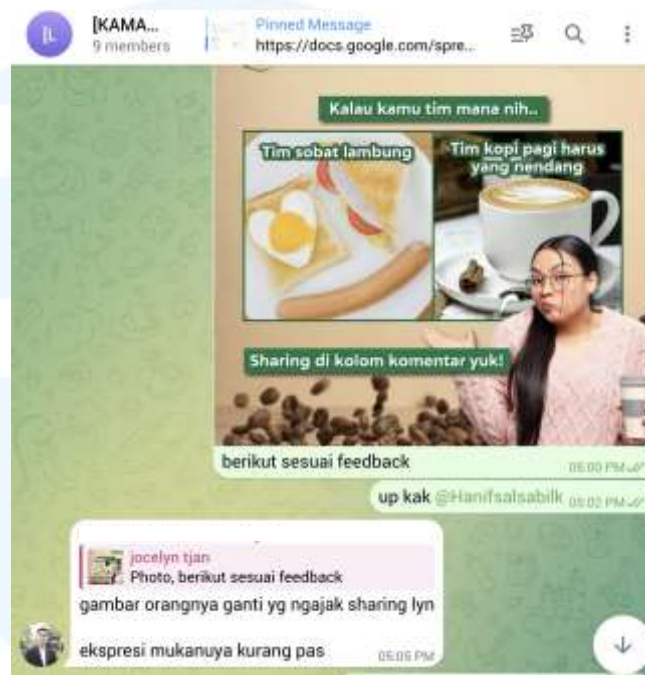 [KAMA...
Pinned Message
9 members
https://docs.google.com/spre...
Kalau kamu tim mana nih..
Tim sobat lambung
Tim kopi pagi harus
yang nendang
Sharing di kolom komentar yuk!
berikut sesuai feedback
05:00 PM
up kak @Hanifsalsabilk 05:02 PM
jocelyn tjan
Photo, berikut sesuai feedback
gambar orangnya ganti yg ngajak sharing lyn
ekspresi mukanuya kurang pas
05:05 PM